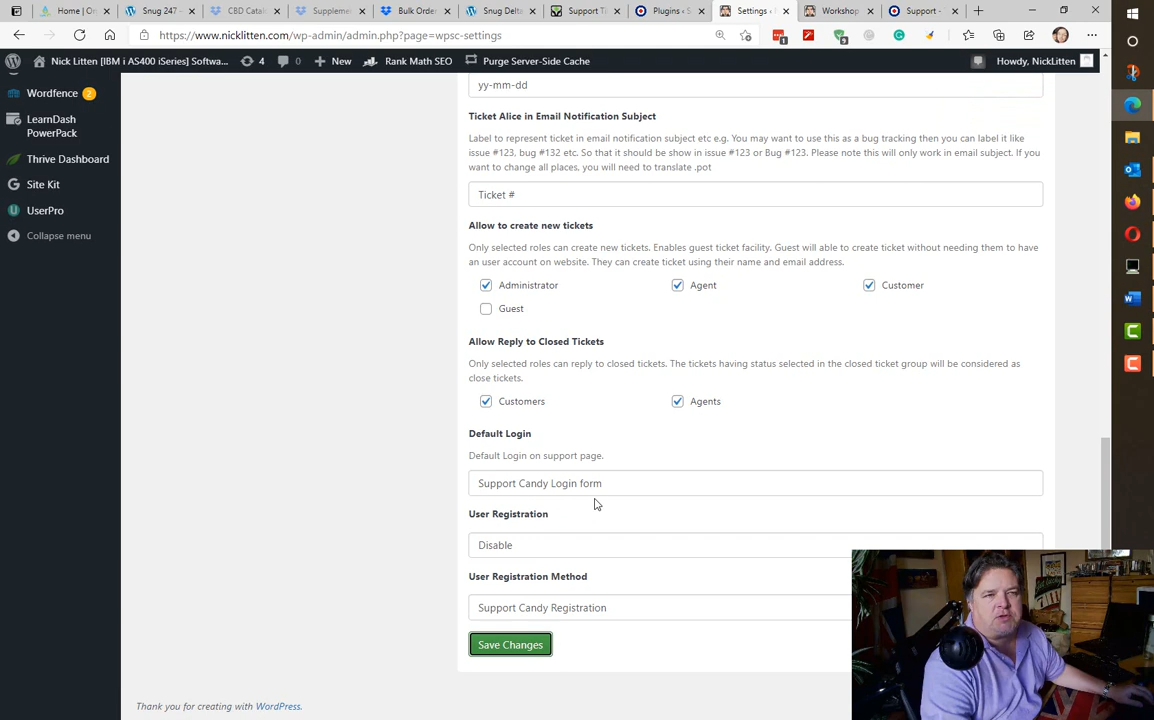 Home | Or
Snug 247 -
CBD Catal
Supplemen
Bulk Order
Snug Delt
Support Ti
Plugins ‹ S
Settings ‹
Workshop
Support -
https://www.nicklitten.com/wp-admin/admin.php?page=wpsc-settings
Nick Litten [IBM i AS400 iSeries] Softwa... 4 0 New Rank Math SEO Purge Server-Side Cache Howdy, NickLitten
Wordfence 2
LearnDash
PowerPack
Thrive Dashboard
Site Kit
UserPro
Collapse menu
yy-mm-dd
Ticket Alice in Email Notification Subject
Label to represent ticket in email notification subject etc e.g. You may want to use this as a bug tracking then you can label it like
issue #123, bug #132 etc. So that it should be show in issue #123 or Bug #123. Please note this will only work in email subject. If you
want to change all places, you will need to translate .pot
Ticket #
Allow to create new tickets
Only selected roles can create new tickets. Enables guest ticket facility. Guest will able to create ticket without needing them to have
an user account on website. They can create ticket using their name and email address.
Administrator Agent Customer
Guest
Allow Reply to Closed Tickets
Only selected roles can reply to closed tickets. The tickets having status selected in the closed ticket group will be considered as
close tickets.
Customers Agents
Default Login
Default Login on support page.
Support Candy Login form
User Registration
Disable
User Registration Method
Support Candy Registration
Save Changes
Thank you for creating with WordPress.